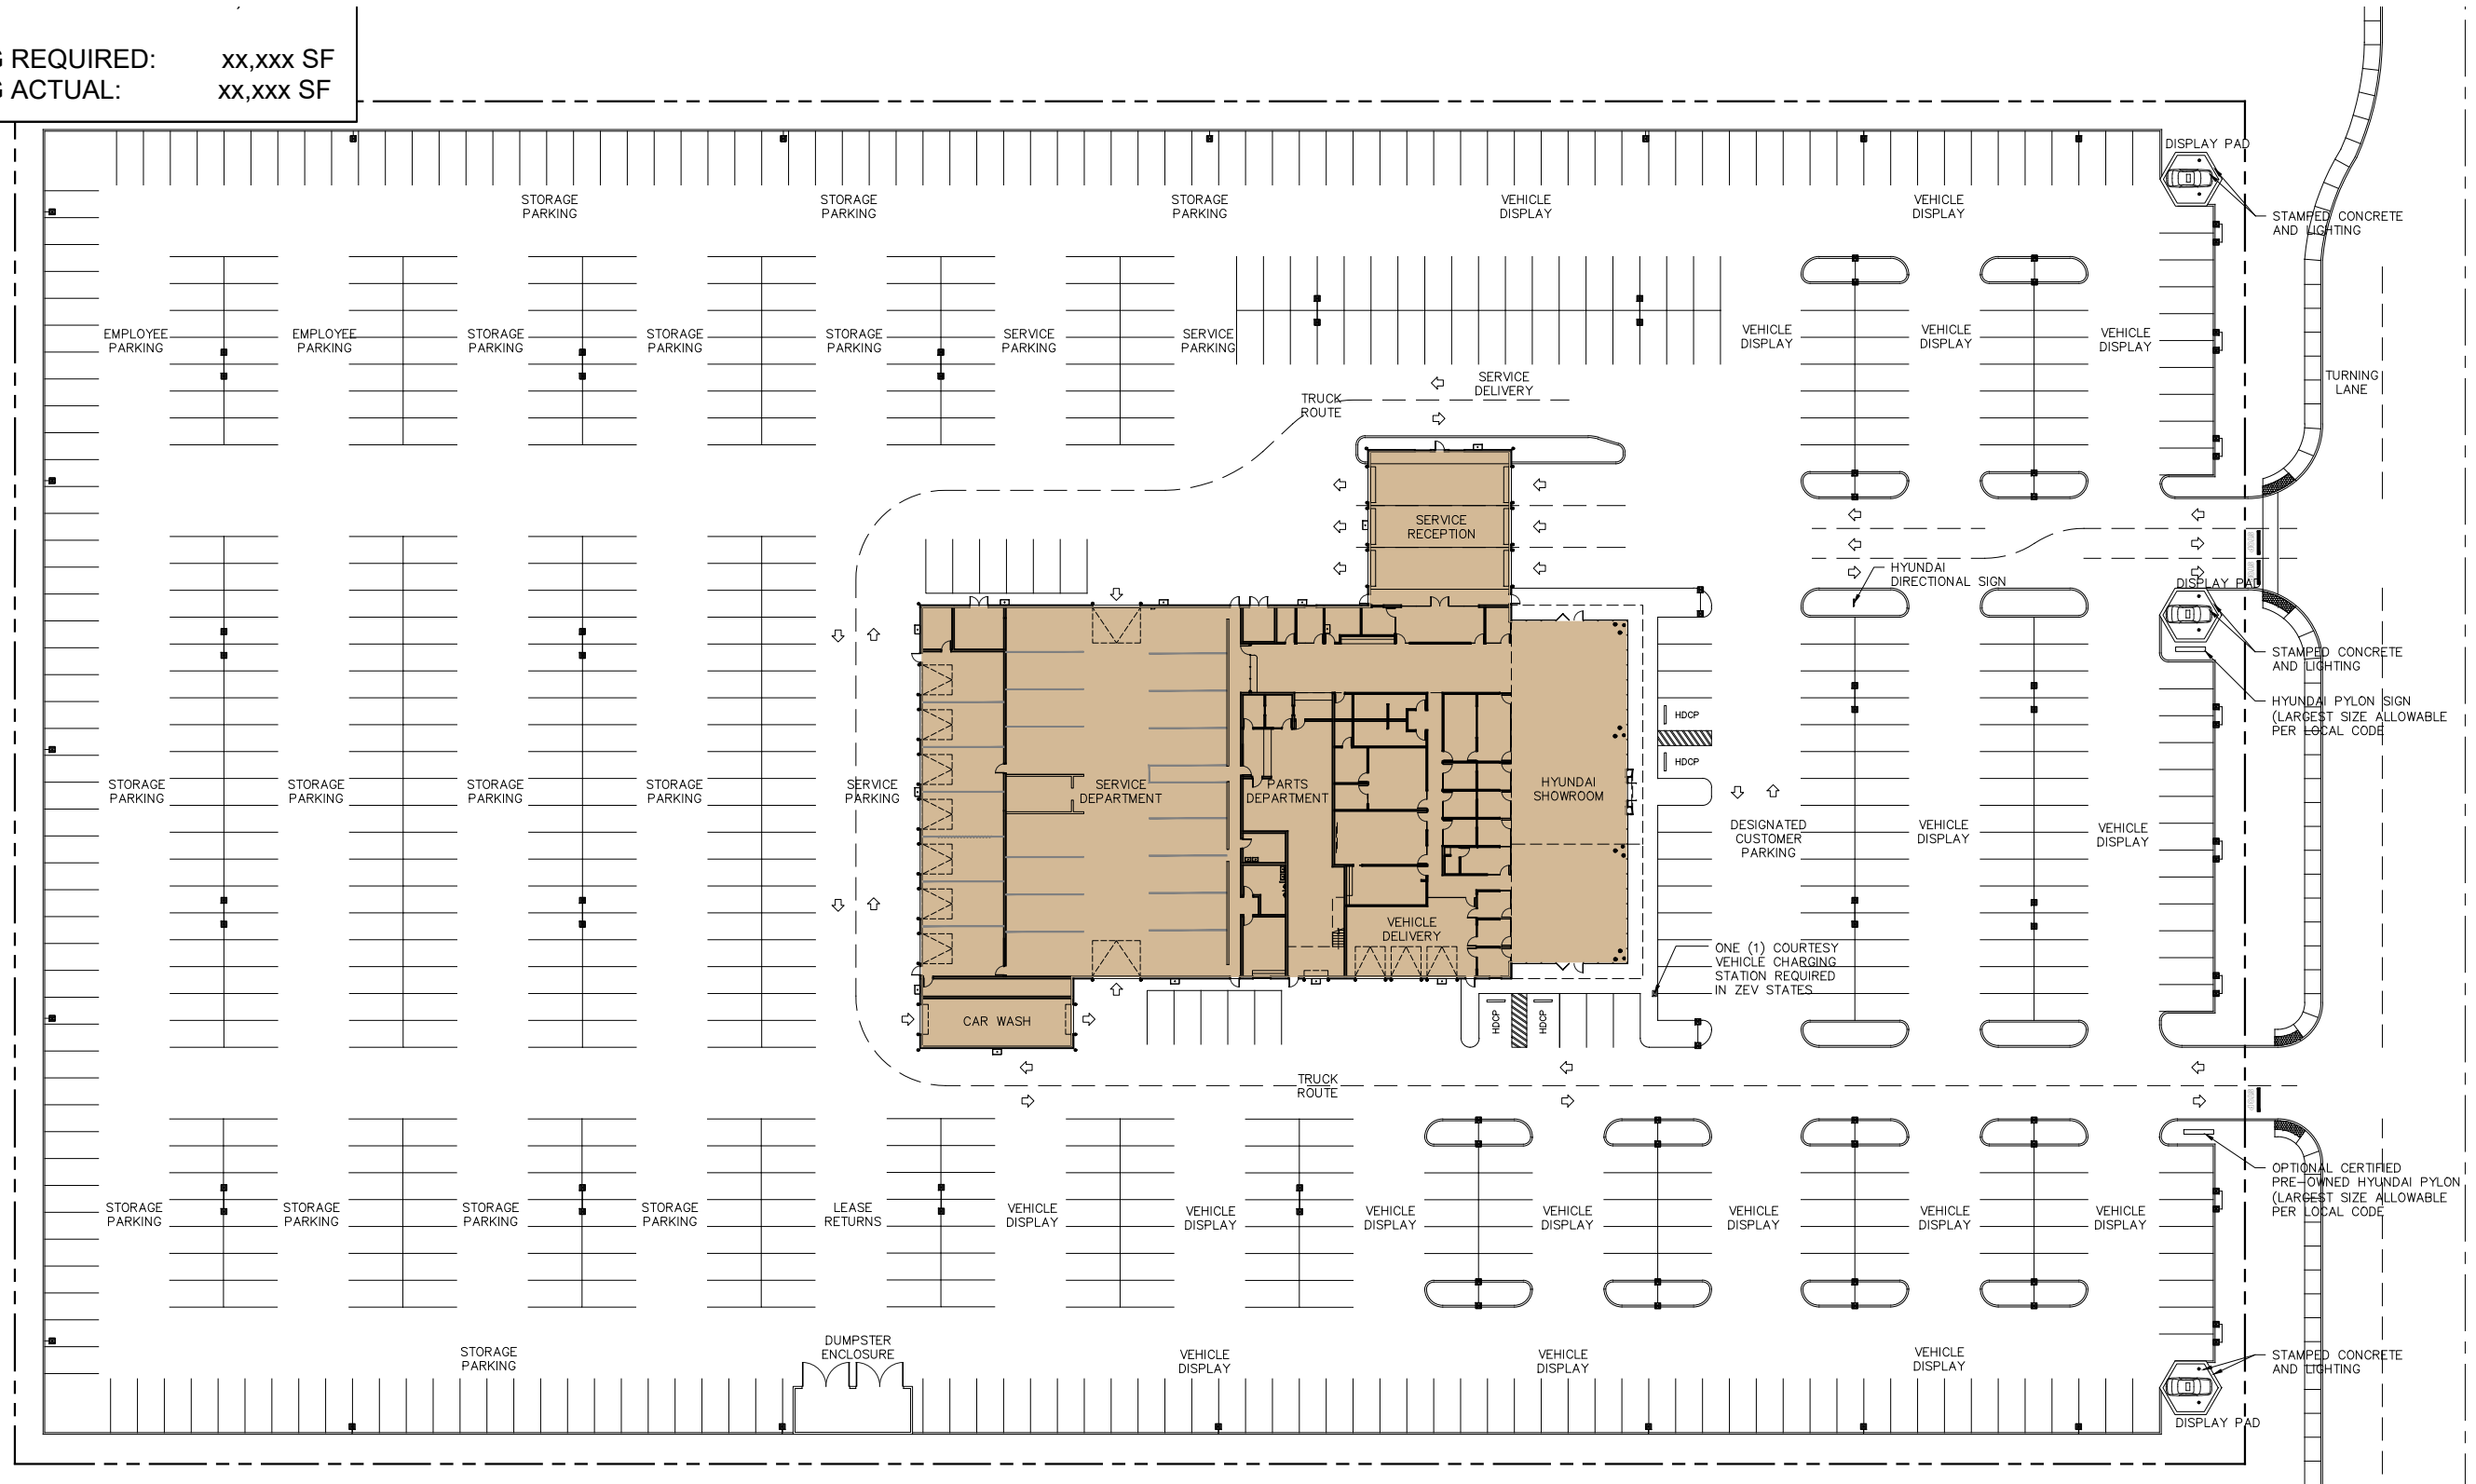 REQUIRED: xx,xxx SF
ACTUAL: xx,xxx SF
DISPLAY PAD
STORAGE
PARKING
STORAGE
PARKING
STORAGE
PARKING
VEHICLE
DISPLAY
VEHICLE
DISPLAY
STAMPED CONCRETE
AND LIGHTING
EMPLOYEE
PARKING
EMPLOYEE
PARKING
STORAGE
PARKING
STORAGE
PARKING
STORAGE
PARKING
SERVICE
PARKING
SERVICE
PARKING
VEHICLE
DISPLAY
VEHICLE
DISPLAY
VEHICLE
DISPLAY
SERVICE
DELIVERY
TURNING
LANE
TRUCK
ROUTE
SERVICE
RECEPTION
HYUNDAI
DIRECTIONAL SIGN
DISPLAY PAD
STAMPED CONCRETE
AND LIGHTING
HYUNDAI PYLON SIGN
(LARGEST SIZE ALLOWABLE
PER LOCAL CODE
HDCP
HDCP
STORAGE
PARKING
STORAGE
PARKING
STORAGE
PARKING
STORAGE
PARKING
SERVICE
PARKING
SERVICE
DEPARTMENT
PARTS
DEPARTMENT
HYUNDAI
SHOWROOM
DESIGNATED
CUSTOMER
PARKING
VEHICLE
DISPLAY
VEHICLE
DISPLAY
VEHICLE
DELIVERY
ONE (1) COURTESY
VEHICLE CHARGING
STATION REQUIRED
IN ZEV STATES
CAR WASH
HDCP
HDCP
TRUCK
ROUTE
OPTIONAL CERTIFIED
PRE-OWNED HYUNDAI PYLON
(LARGEST SIZE ALLOWABLE
PER LOCAL CODE
STORAGE
PARKING
STORAGE
PARKING
STORAGE
PARKING
STORAGE
PARKING
LEASE
RETURNS
VEHICLE
DISPLAY
VEHICLE
DISPLAY
VEHICLE
DISPLAY
VEHICLE
DISPLAY
VEHICLE
DISPLAY
VEHICLE
DISPLAY
VEHICLE
DISPLAY
STORAGE
PARKING
DUMPSTER
ENCLOSURE
VEHICLE
DISPLAY
VEHICLE
DISPLAY
VEHICLE
DISPLAY
STAMPED CONCRETE
AND LIGHTING
DISPLAY PAD